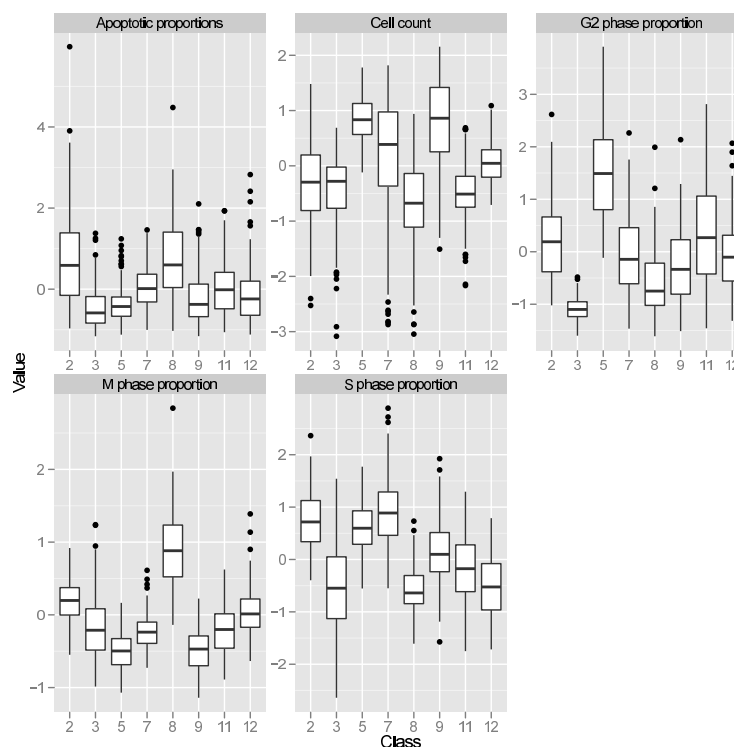 Apoptotic proportions
Cell count
G2 phase proportion
4
2
0
2
1
0
−1
−2
−3
3
2
1
0
−1
2 3 5 7 8 9 11 12
2 3 5 7 8 9 11 12
2 3 5 7 8 9 11 12
Value
M phase proportion
S phase proportion
2
1
0
−1
2
1
0
−1
−2
2 3 5 7 8 9 11 12
2 3 5 7 8 9 11 12
Class